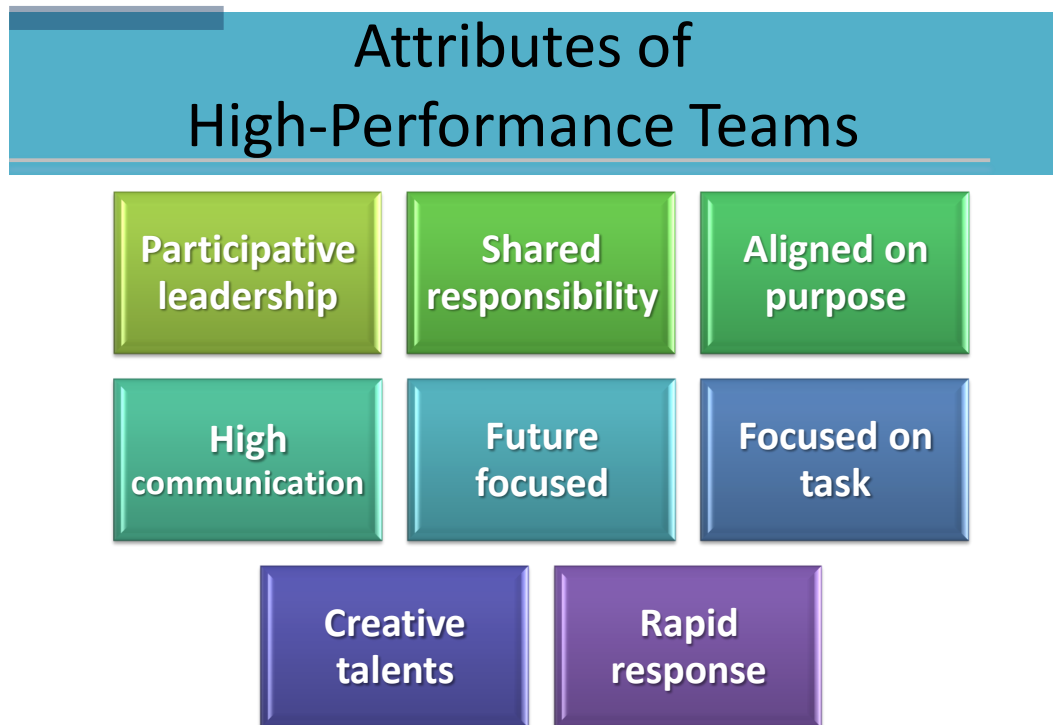 Attributes of
High-Performance Teams
Participative
leadership
Shared
responsibility
Aligned on
purpose
High
communication
Future
focused
Focused on
task
Creative
talents
Rapid
response